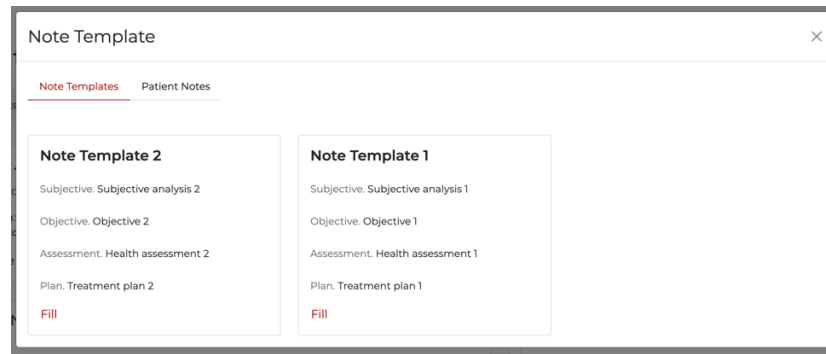 Note Template
Note Templates Patient Notes
Note Template 2
Subjective. Subjective analysis 2
Objective. Objective 2
Assessment. Health assessment 2
Plan. Treatment plan 2
Fill
Note Template 1
Subjective. Subjective analysis 1
Objective. Objective 1
Assessment. Health assessment 1
Plan. Treatment plan 1
Fill